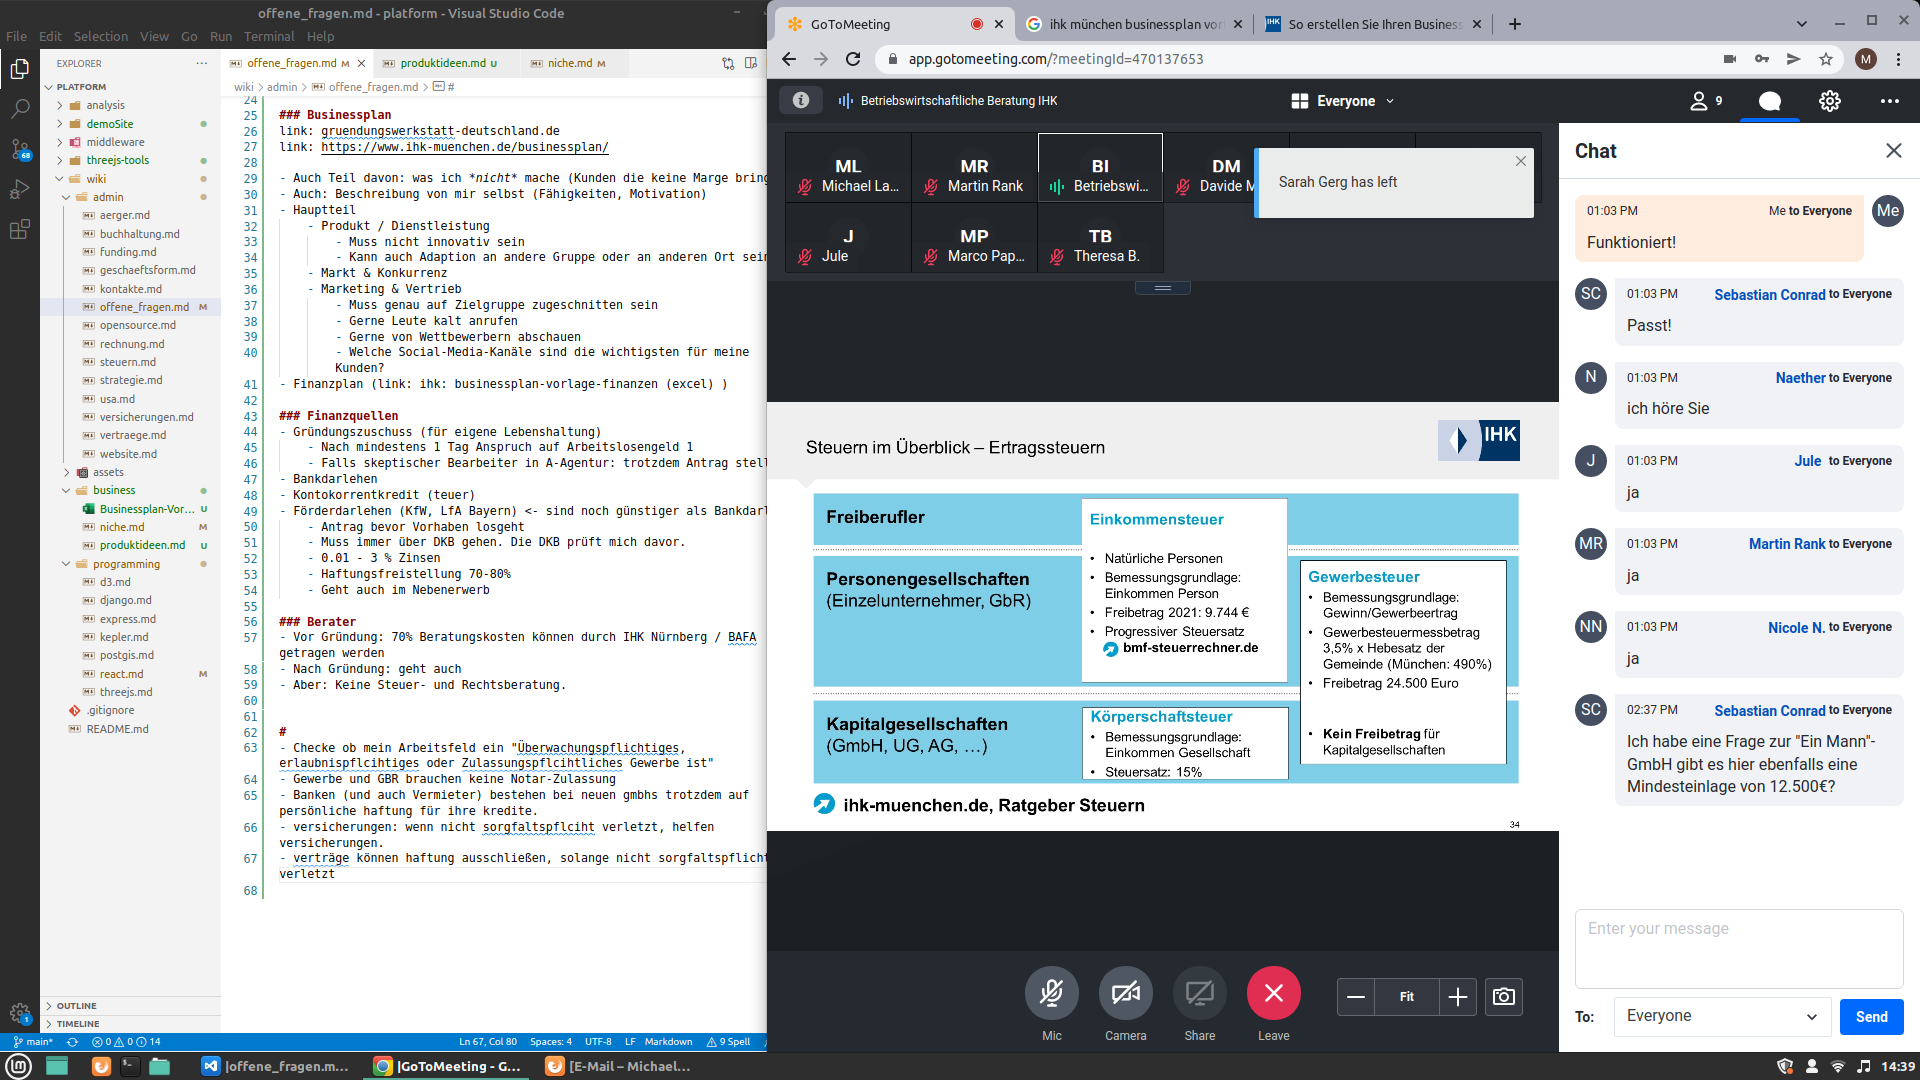 offene_fragen.md - platform - Visual Studio Code
File Edit Selection View Go Run Terminal Help
EXPLORER
PLATFORM
analysis
demoSite
middleware
threejs-tools
wiki
admin
aerger.md
buchhaltung.md
funding.md
geschaeftsform.md
kontakte.md
offene_fragen.md M
opensource.md
rechnung.md
steuern.md
strategie.md
usa.md
versicherungen.md
vertraege.md
website.md
assets
business
Businessplan-Vor... U
niche.md M
produktideen.md U
programming
d3.md
django.md
express.md
kepler.md
postgis.md
react.md M
threejs.md
.gitignore
README.md
OUTLINE
TIMELINE
68
1
offene_fragen.md M
produktideen.md U
niche.md M
wiki > admin > offene_fragen.md > #
24
25 ### Businessplan
26 link: gruendungswerkstatt-deutschland.de
27 link: https://www.ihk-muenchen.de/businessplan/
28
29 - Auch Teil davon: was ich *nicht* mache (Kunden die keine Marge bring
30 - Auch: Beschreibung von mir selbst (Fähigkeiten, Motivation)
31 - Hauptteil
32 - Produkt / Dienstleistung
33 - Muss nicht innovativ sein
34 - Kann auch Adaption an andere Gruppe oder an anderen Ort sein
35 - Markt & Konkurrenz
36 - Marketing & Vertrieb
37 - Muss genau auf Zielgruppe zugeschnitten sein
38 - Gerne Leute kalt anrufen
39 - Gerne von Wettbewerbern abschauen
40 - Welche Social-Media-Kanäle sind die wichtigsten für meine
Kunden?
41 - Finanzplan (link: ihk: businessplan-vorlage-finanzen (excel) )
42
43 ### Finanzquellen
44 - Gründungszuschuss (für eigene Lebenshaltung)
45 - Nach mindestens 1 Tag Anspruch auf Arbeitslosengeld 1
46 - Falls skeptischer Bearbeiter in A-Agentur: trotzdem Antrag stell
47 - Bankdarlehen
48 - Kontokorrentkredit (teuer)
49 - Förderdarlehen (KfW, LfA Bayern) <- sind noch günstiger als Bankdarl
50 - Antrag bevor Vorhaben losgeht
51 - Muss immer über DKB gehen. Die DKB prüft mich davor.
52 - 0.01 - 3 % Zinsen
53 - Haftungsfreistellung 70-80%
54 - Geht auch im Nebenerwerb
55
56 ### Berater
57 - Vor Gründung: 70% Beratungskosten können durch IHK Nürnberg / BAFA
getragen werden
58 - Nach Gründung: geht auch
59 - Aber: Keine Steuer- und Rechtsberatung.
60
61
62 #
63 - Checke ob mein Arbeitsfeld ein "Überwachungspflichtiges,
erlaubnispflcihtiges oder Zulassungspflcihtliches Gewerbe ist"
64 - Gewerbe und GBR brauchen keine Notar-Zulassung
65 - Banken (und auch Vermieter) bestehen bei neuen gmbhs trotzdem auf
persönliche haftung für ihre kredite.
66 - versicherungen: wenn nicht sorgfaltspflciht verletzt, helfen
versicherungen.
67 - verträge können haftung ausschließen, solange nicht sorgfaltspflicht
verletzt
68
main* 0 0 14 Ln 67, Col 80 Spaces: 4 UTF-8 LF Markdown 9 Spell
GoToMeeting
ihk münchen businessplan vor
So erstellen Sie Ihren Business
app.gotomeeting.com/?meetingId=470137653
M
Betriebswirtschaftliche Beratung IHK
Everyone
9
ML
Michael La...
MR
Martin Rank
BI
Betriebswi...
DM
Davide M
J
Jule
MP
Marco Pap...
TB
Theresa B.
Sarah Gerg has left
Steuern im Überblick – Ertragssteuern
IHK
Freiberufler
Personengesellschaften
(Einzelunternehmer, GbR)
Kapitalgesellschaften
(GmbH, UG, AG, …)
Einkommensteuer
• Natürliche Personen
• Bemessungsgrundlage:
Einkommen Person
• Freibetrag 2021: 9.744 €
• Progressiver Steuersatz
bmf-steuerrechner.de
Körperschaftsteuer
• Bemessungsgrundlage:
Einkommen Gesellschaft
• Steuersatz: 15%
Gewerbesteuer
• Bemessungsgrundlage:
Gewinn/Gewerbeertrag
• Gewerbesteuermessbetrag
3,5% x Hebesatz der
Gemeinde (München: 490%)
• Freibetrag 24.500 Euro
• Kein Freibetrag für
Kapitalgesellschaften
ihk-muenchen.de, Ratgeber Steuern
34
Mic
Camera
Share
Leave
Fit
Chat
01:03 PM Me to Everyone
Me
Funktioniert!
SC
01:03 PM Sebastian Conrad to Everyone
Passt!
N
01:03 PM Naether to Everyone
ich höre Sie
J
01:03 PM Jule to Everyone
ja
MR
01:03 PM Martin Rank to Everyone
ja
NN
01:03 PM Nicole N. to Everyone
ja
SC
02:37 PM Sebastian Conrad to Everyone
Ich habe eine Frage zur "Ein Mann"-
GmbH gibt es hier ebenfalls eine
Mindesteinlage von 12.500€?
Enter your message
To: Everyone
Send
|offene_fragen.m...
|GoToMeeting - G...
[E-Mail – Michael...
14:39